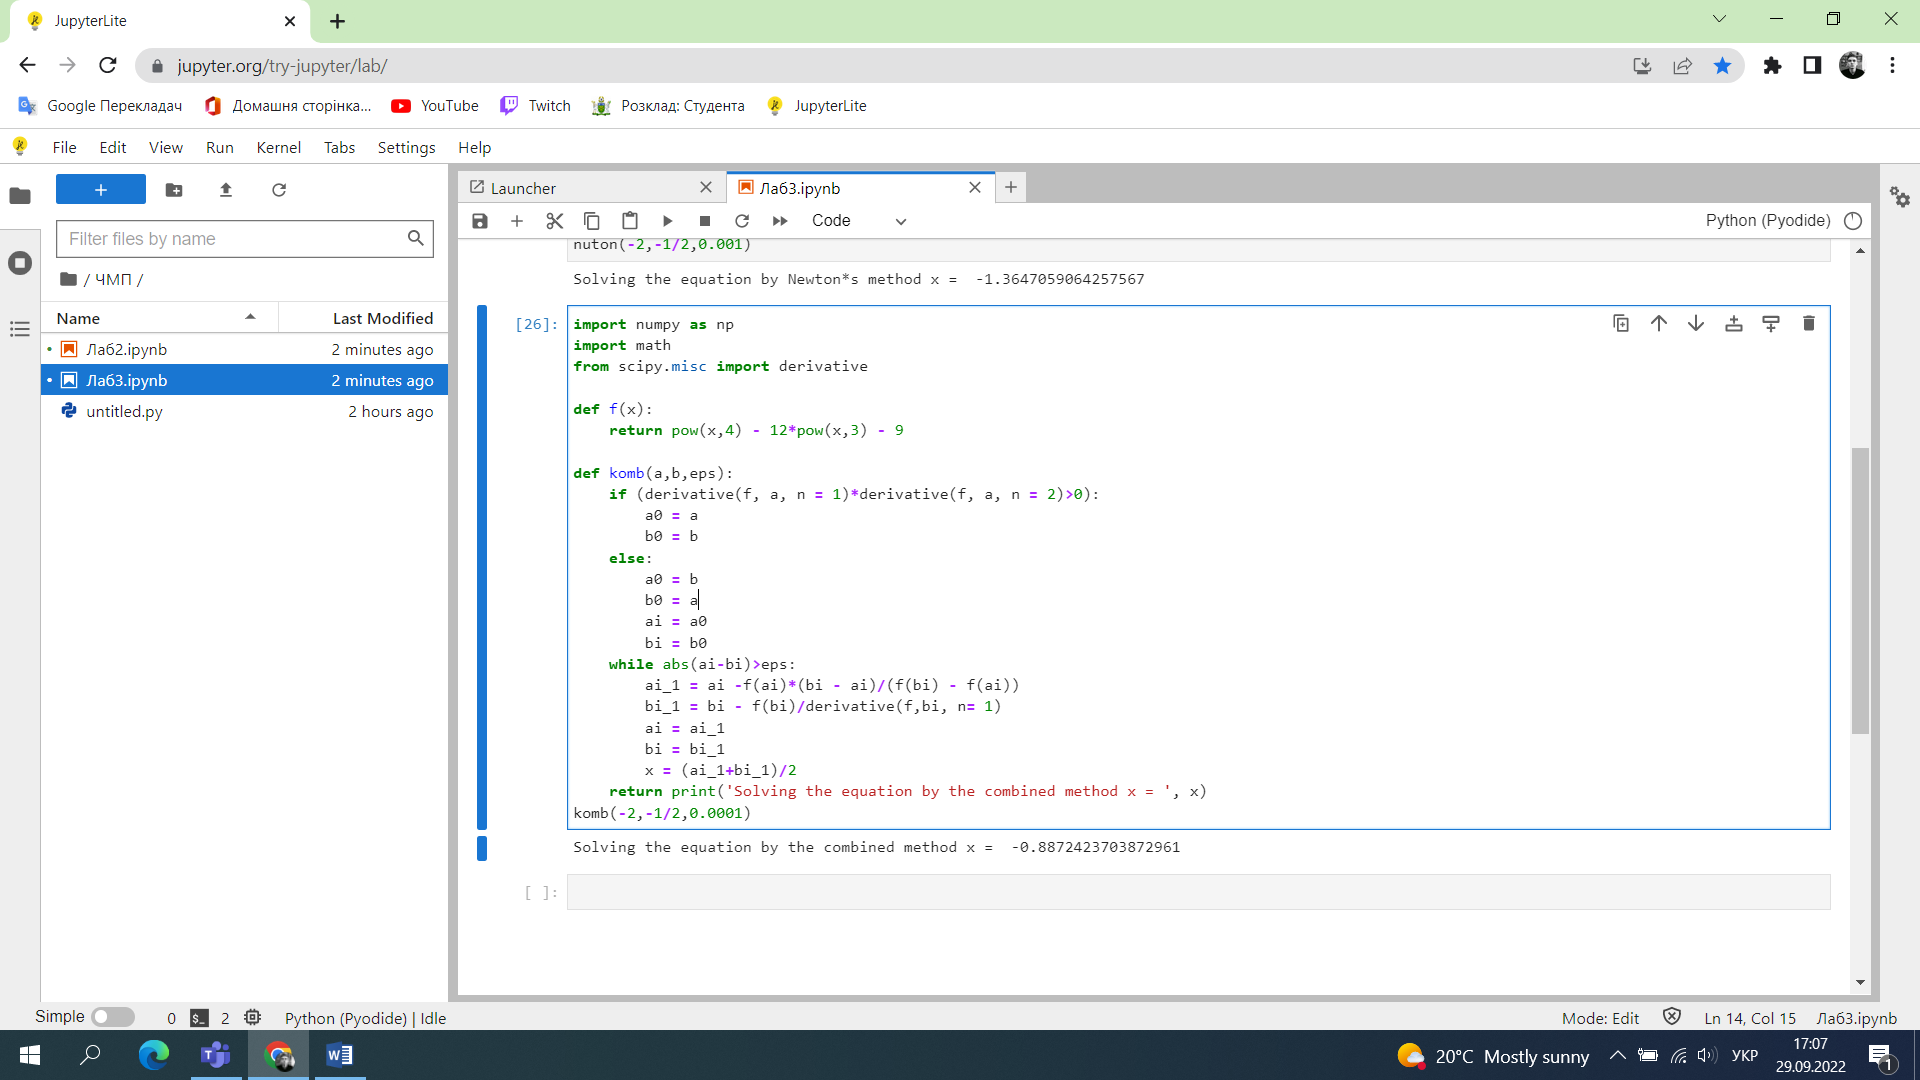 JupyterLite
jupyter.org/try-jupyter/lab/
Google Перекладач
Домашня сторінка...
YouTube
Twitch
Розклад: Студента
JupyterLite
File Edit View Run Kernel Tabs Settings Help
Launcher
Лаб3.ipynb
Code
Python (Pyodide)
Filter files by name
/ ЧМП /
Name
Last Modified
Лаб2.ipynb 2 minutes ago
Лаб3.ipynb 2 minutes ago
untitled.py 2 hours ago
nuton(-2,-1/2,0.001)
Solving the equation by Newton*s method x =  -1.3647059064257567
[26]:
import numpy as np
import math
from scipy.misc import derivative
def f(x):
    return pow(x,4) - 12*pow(x,3) - 9
def komb(a,b,eps):
    if (derivative(f, a, n = 1)*derivative(f, a, n = 2)>0):
        a0 = a
        b0 = b
    else:
        a0 = b
        b0 = a
        ai = a0
        bi = b0
    while abs(ai-bi)>eps:
        ai_1 = ai -f(ai)*(bi - ai)/(f(bi) - f(ai))
        bi_1 = bi - f(bi)/derivative(f,bi, n= 1)
        ai = ai_1
        bi = bi_1
        x = (ai_1+bi_1)/2
    return print('Solving the equation by the combined method x = ', x)
komb(-2,-1/2,0.0001)
Solving the equation by the combined method x =  -0.8872423703872961
[ ]:
Simple
0
$_
2
Python (Pyodide) | Idle
Mode: Edit
Ln 14, Col 15
Лаб3.ipynb
20°C Mostly sunny
УКР
17:07
29.09.2022
1